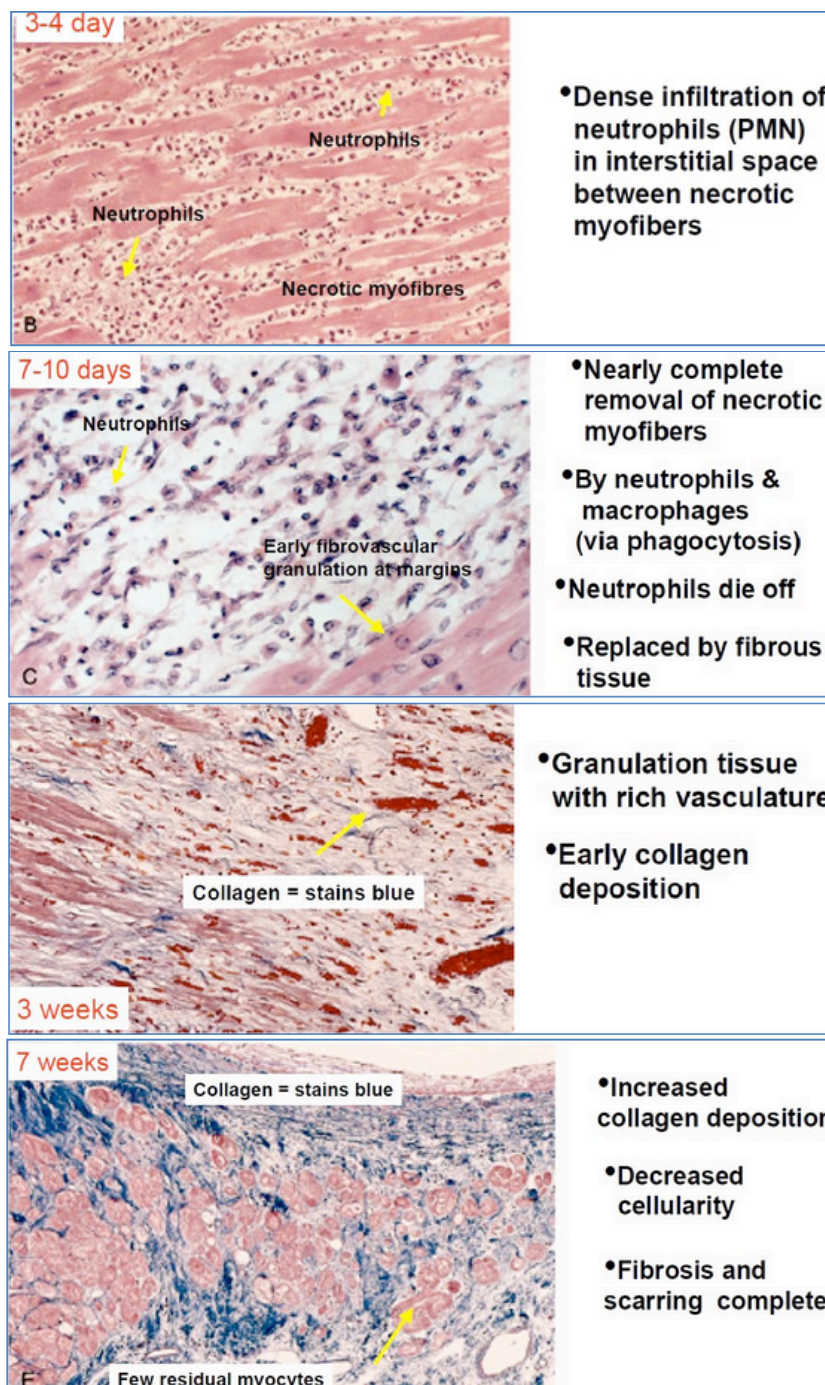 3-4 day
Neutrophils
Neutrophils
Necrotic myofibres
B
•Dense infiltration of
neutrophils (PMN)
in interstitial space
between necrotic
myofibers
7-10 days
Neutrophils
Early fibrovascular
granulation at margins
C
•Nearly complete
removal of necrotic
myofibers
•By neutrophils &
macrophages
(via phagocytosis)
•Neutrophils die off
•Replaced by fibrous
tissue
Collagen = stains blue
3 weeks
•Granulation tissue
with rich vasculature
•Early collagen
deposition
7 weeks
Collagen = stains blue
Few residual myocytes
•Increased
collagen deposition
•Decreased
cellularity
•Fibrosis and
scarring complete